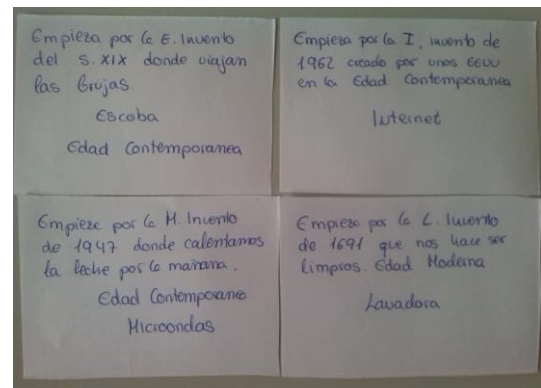 Empieza por la E. Invento
del S. XIX donde viajan
las brujas.
Escoba
Edad Contemporanea
Empieza por la I, invento de
1962 creado por unos EEUU
en la Edad Contemporanea
Internet
Empieza por la M. Invento
de 1947 donde calentamos
la leche por la mañana.
Edad Contemporanea
Microondas
Empieza por la L. Invento
de 1691 que nos hace ser
limpios. Edad Moderna
Lavadora